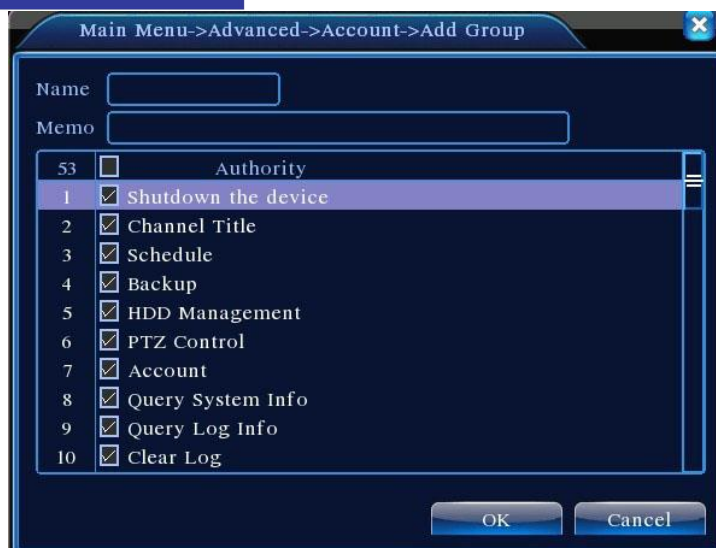 Main Menu->Advanced->Account->Add Group
Name
Memo
53 Authority
1 Shutdown the device
2 Channel Title
3 Schedule
4 Backup
5 HDD Management
6 PTZ Control
7 Account
8 Query System Info
9 Query Log Info
10 Clear Log
OK Cancel